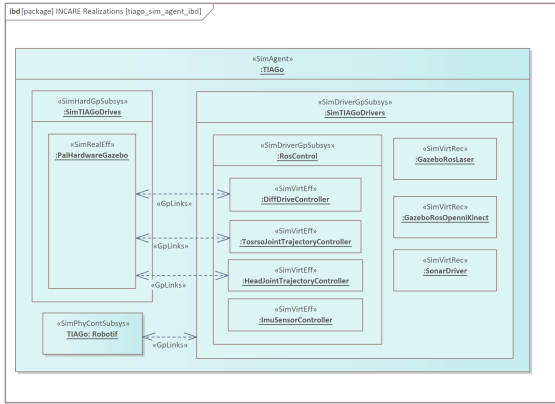 ibd [package] INCARE Realizations [tiago_sim_agent_ibd]
«SimAgent»
:TIAGo
«SimHardGpSubsys»
:SimTIAGoDrives
«SimRealEff»
:PalHardwareGazebo
«SimDriverGpSubsys»
:SimTIAGoDrivers
«SimDriverGpSubsys»
:RosControl
«SimVirtEff»
:DiffDriveController
«SimVirtEff»
:TosrsoJointTrajectoryController
«SimVirtEff»
:HeadJointTrajectoryController
«SimVirtEff»
:ImuSensorController
«SimVirtRec»
:GazeboRosLaser
«SimVirtRec»
:GazeboRosOpenniKinect
«SimVirtRec»
:SonarDriver
«GpLinks»
«GpLinks»
«GpLinks»
«SimPhyContSubsys»
TIAGo: Robotif
«GpLinks»